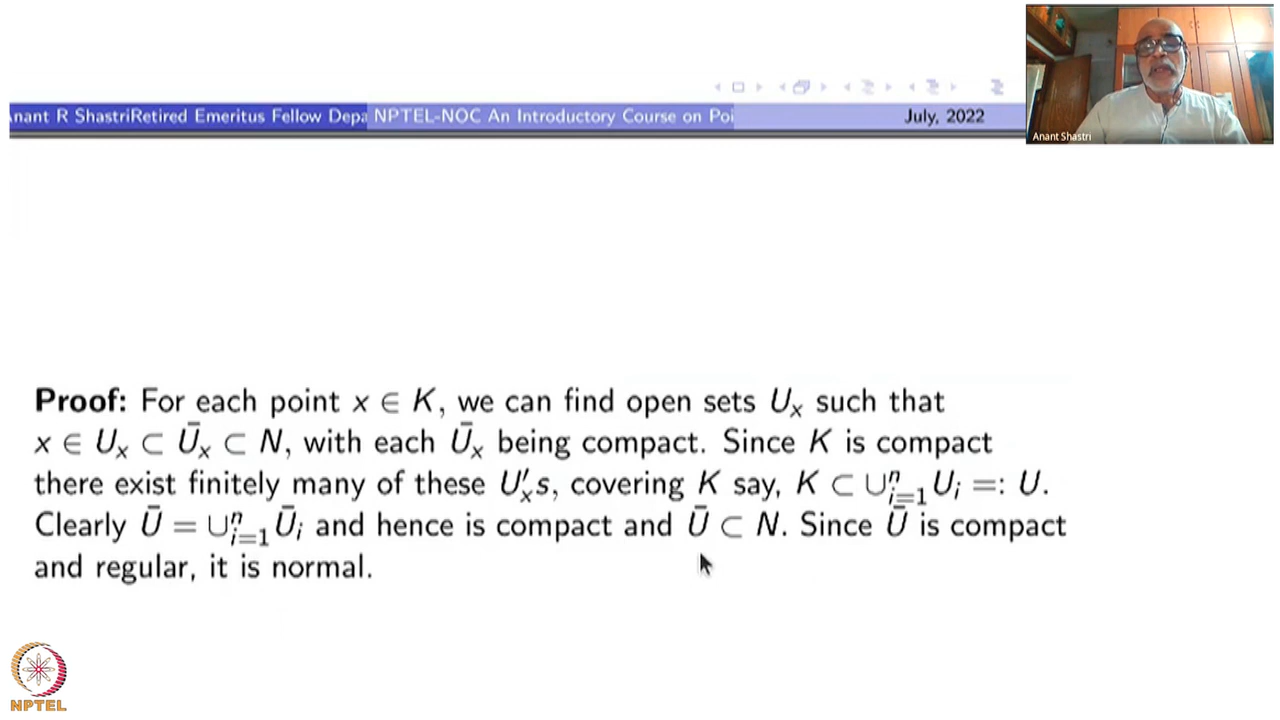 nant R ShastriRetired Emeritus Fellow Depa NPTEL-NOC An Introductory Course on Poi July, 2022
Anant Shastri
Proof: For each point x ∈ K, we can find open sets Uₓ such that
x ∈ Uₓ ⊂ Ūₓ ⊂ N, with each Ūₓ being compact. Since K is compact
there exist finitely many of these U′ₓs, covering K say, K ⊂ ∪ⁿᵢ₌₁ Uᵢ =: U.
Clearly Ū = ∪ⁿᵢ₌₁ Ūᵢ and hence is compact and Ū ⊂ N. Since Ū is compact
and regular, it is normal.
NPTEL